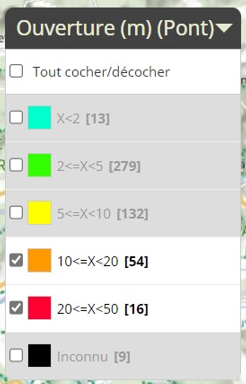 Ouverture (m) (Pont)
Tout cocher/décocher
X<2 [13]
2<=X<5 [279]
5<=X<10 [132]
10<=X<20 [54]
20<=X<50 [16]
Inconnu [9]